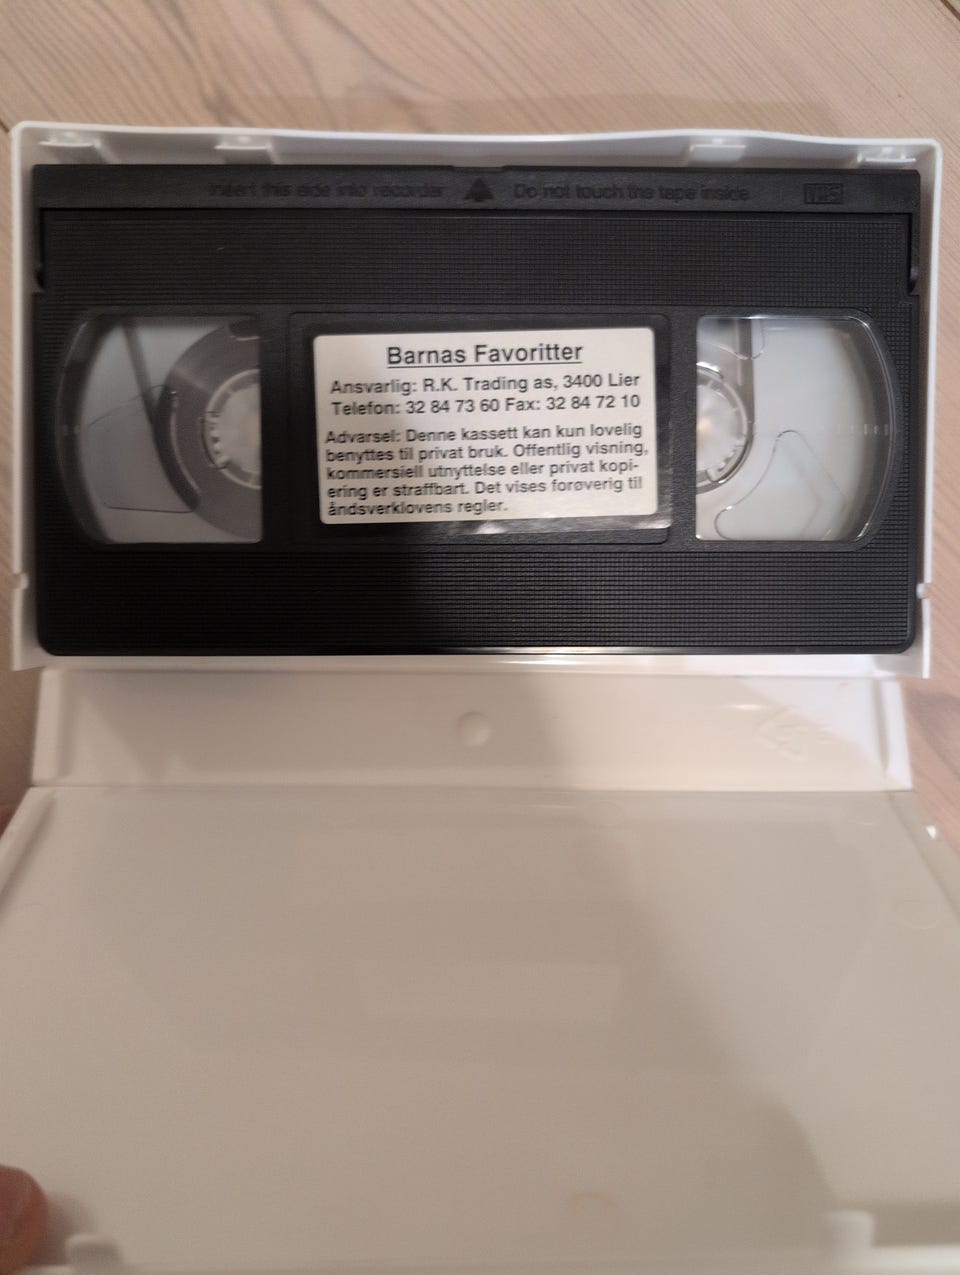 Insert this side into recorder ▲ Do not touch the tape inside VHS
Barnas Favoritter
Ansvarlig: R.K. Trading as, 3400 Lier
Telefon: 32 84 73 60 Fax: 32 84 72 10
Advarsel: Denne kassett kan kun lovelig
benyttes til privat bruk. Offentlig visning,
kommersiell utnyttelse eller privat kopi-
ering er straffbart. Det vises forøverig til
åndsverklovens regler.